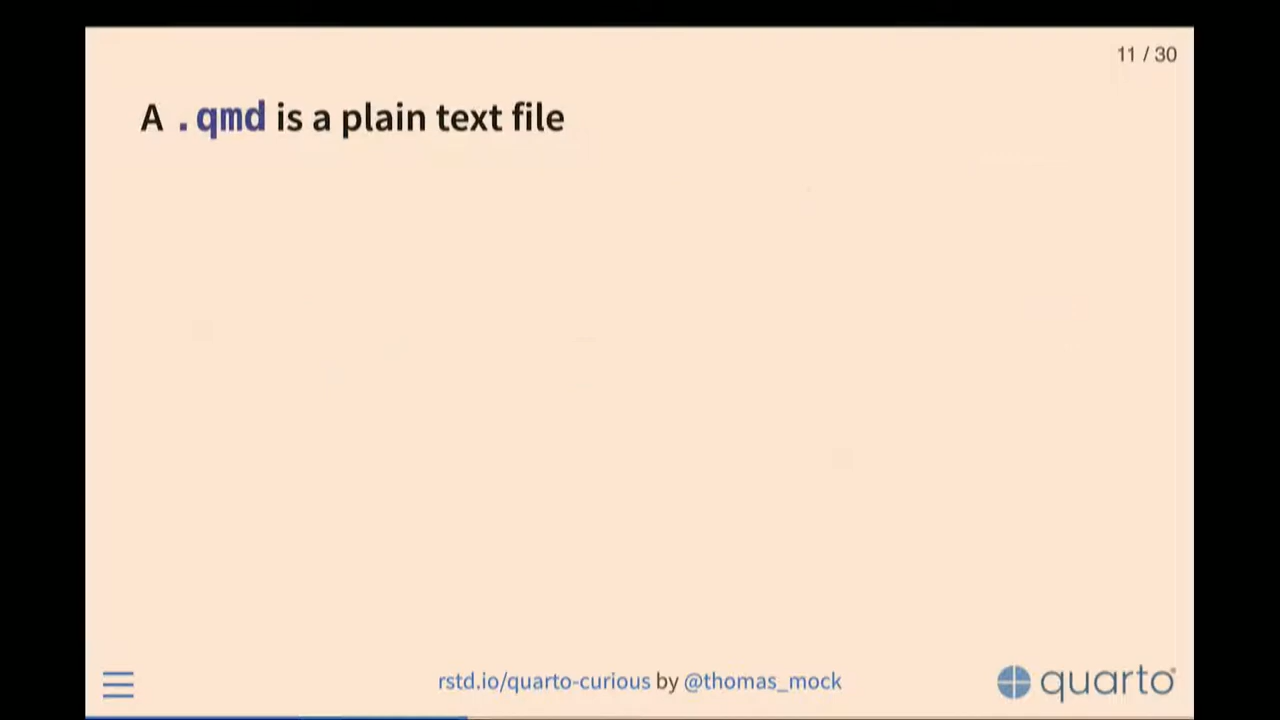 11 / 30
A .qmd is a plain text file
rstd.io/quarto-curious by @thomas_mock
quarto